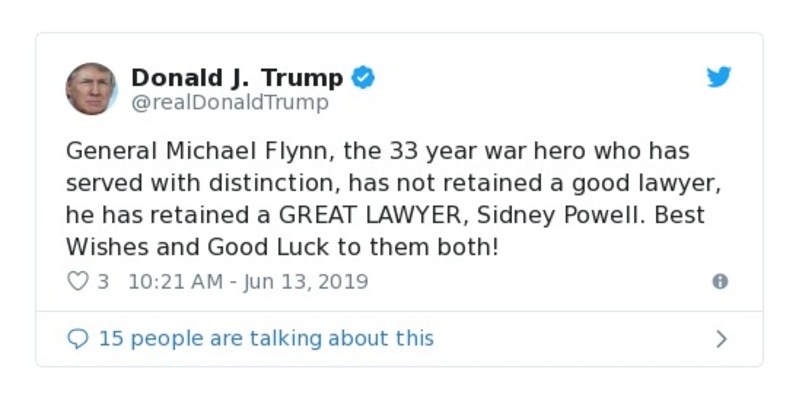 Donald J. Trump
@realDonaldTrump
General Michael Flynn, the 33 year war hero who has
served with distinction, has not retained a good lawyer,
he has retained a GREAT LAWYER, Sidney Powell. Best
Wishes and Good Luck to them both!
3 10:21 AM - Jun 13, 2019
15 people are talking about this